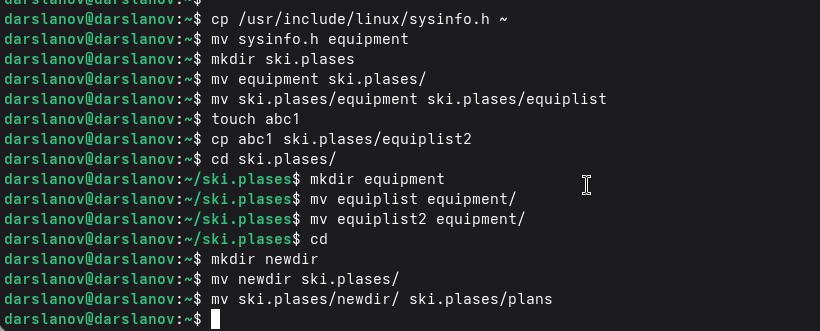 darslanov@darslanov:~$ cp /usr/include/linux/sysinfo.h ~
darslanov@darslanov:~$ mv sysinfo.h equipment
darslanov@darslanov:~$ mkdir ski.plases
darslanov@darslanov:~$ mv equipment ski.plases/
darslanov@darslanov:~$ mv ski.plases/equipment ski.plases/equiplist
darslanov@darslanov:~$ touch abc1
darslanov@darslanov:~$ cp abc1 ski.plases/equiplist2
darslanov@darslanov:~$ cd ski.plases/
darslanov@darslanov:~/ski.plases$ mkdir equipment
darslanov@darslanov:~/ski.plases$ mv equiplist equipment/
darslanov@darslanov:~/ski.plases$ mv equiplist2 equipment/
darslanov@darslanov:~/ski.plases$ cd
darslanov@darslanov:~$ mkdir newdir
darslanov@darslanov:~$ mv newdir ski.plases/
darslanov@darslanov:~$ mv ski.plases/newdir/ ski.plases/plans
darslanov@darslanov:~$